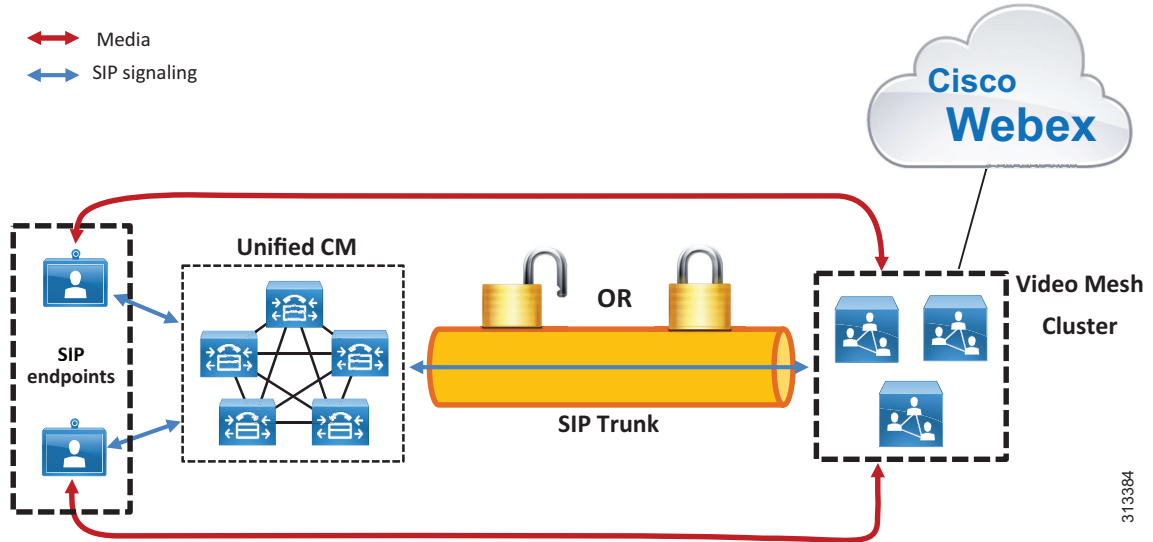 Media
SIP signaling
Cisco
Webex
Unified CM
OR
Video Mesh
Cluster
SIP
endpoints
SIP Trunk
313384